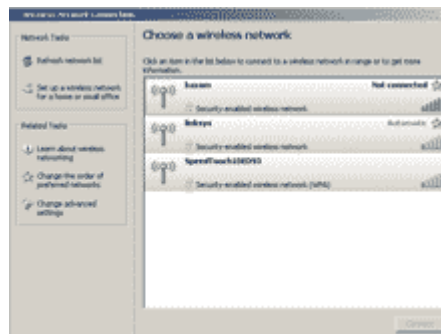 Wireless Network Connection
Network Tasks
Refresh network list
Set up a wireless network
for a home or small office
Related Tasks
Learn about wireless
networking
Change the order of
preferred networks
Change advanced
settings
Choose a wireless network
Click an item in the list below to connect to a wireless network in range or to get more
information.
Not connected
Security-enabled wireless network
linksys
Automatic
Security-enabled wireless network
Security-enabled wireless network (WPA)
Connect